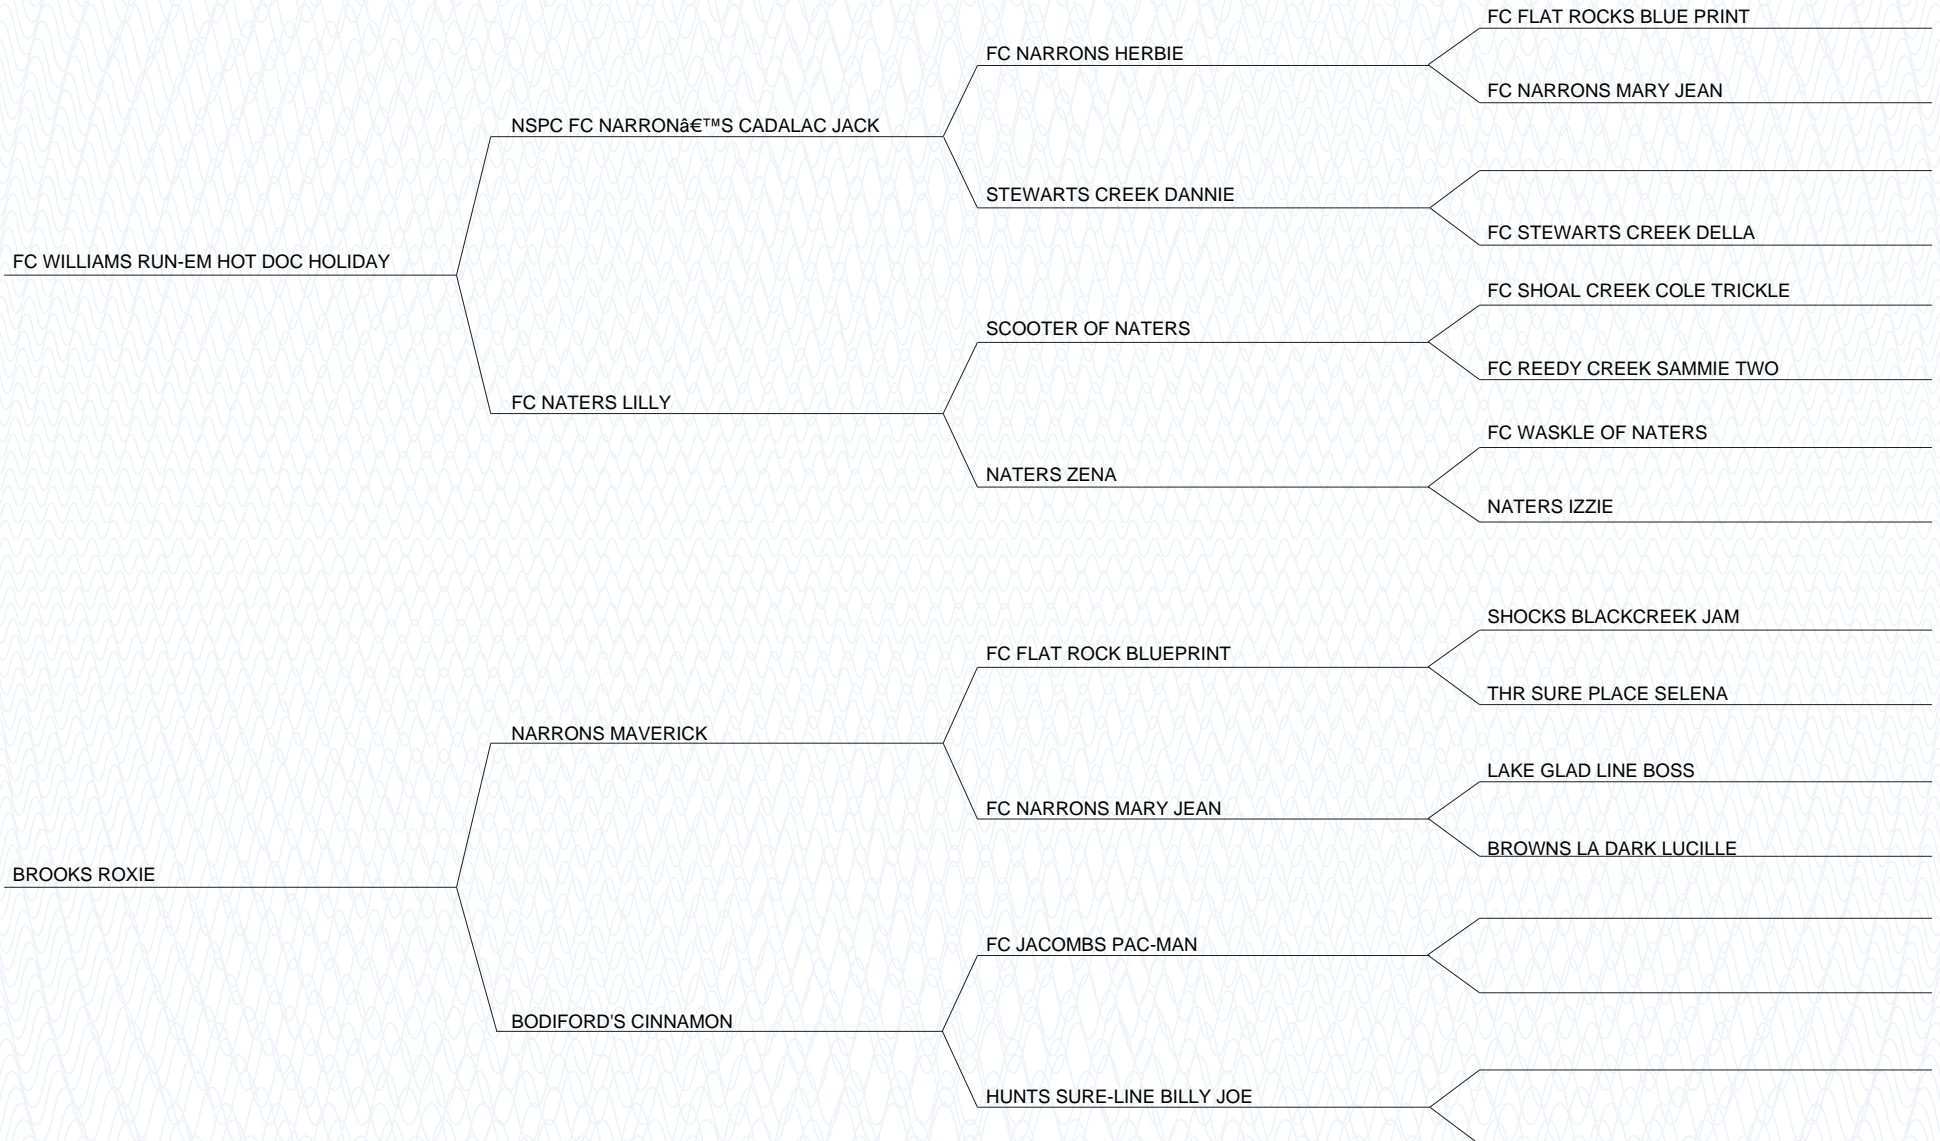 FC FLAT ROCKS BLUE PRINT
FC NARRONS HERBIE
FC NARRONS MARY JEAN
NSPC FC NARRONâ€™S CADALAC JACK
STEWARTS CREEK DANNIE
FC STEWARTS CREEK DELLA
FC WILLIAMS RUN-EM HOT DOC HOLIDAY
FC SHOAL CREEK COLE TRICKLE
SCOOTER OF NATERS
FC REEDY CREEK SAMMIE TWO
FC NATERS LILLY
FC WASKLE OF NATERS
NATERS ZENA
NATERS IZZIE
SHOCKS BLACKCREEK JAM
FC FLAT ROCK BLUEPRINT
THR SURE PLACE SELENA
NARRONS MAVERICK
LAKE GLAD LINE BOSS
FC NARRONS MARY JEAN
BROWNS LA DARK LUCILLE
BROOKS ROXIE
FC JACOMBS PAC-MAN
BODIFORD'S CINNAMON
HUNTS SURE-LINE BILLY JOE